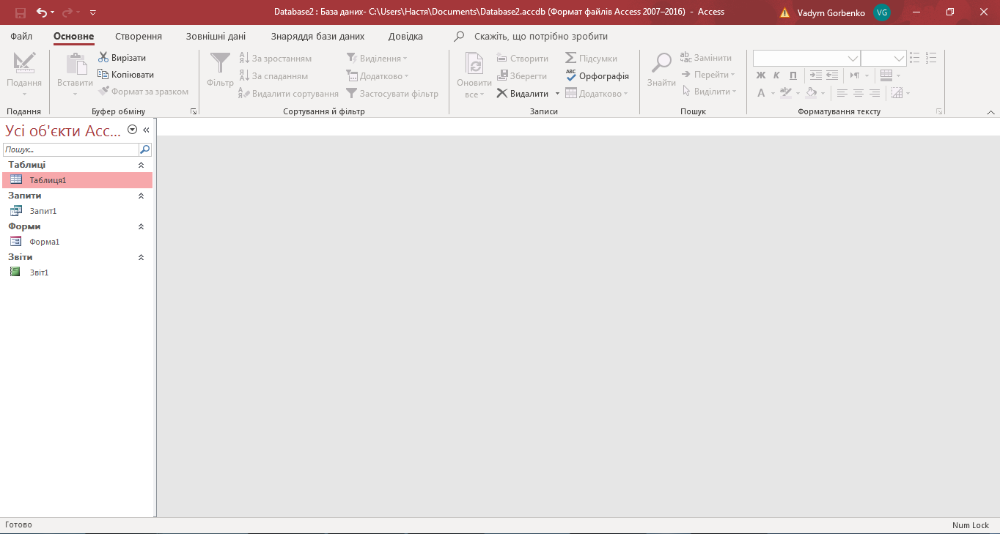 Database2 : База даних- C:\Users\Настя\Documents\Database2.accdb (Формат файлів Access 2007–2016) - Access
Vadym Gorbenko VG
Файл Основне Створення Зовнішні дані Знаряддя бази даних Довідка Скажіть, що потрібно зробити
Подання
Подання
Вставити
Вирізати
Копіювати
Формат за зразком
Буфер обміну
Фільтр
За зростанням
За спаданням
Видалити сортування
Виділення
Додатково
Застосувати фільтр
Сортування й фільтр
Оновити
все
Створити
Зберегти
Видалити
Підсумки
Орфографія
Додатково
Записи
Знайти
Замінити
Перейти
Виділити
Пошук
Ж К П
А
Форматування тексту
Усі об'єкти Acc...
Пошук...
Таблиці
Таблиця1
Запити
Запит1
Форми
Форма1
Звіти
Звіт1
Готово
Num Lock